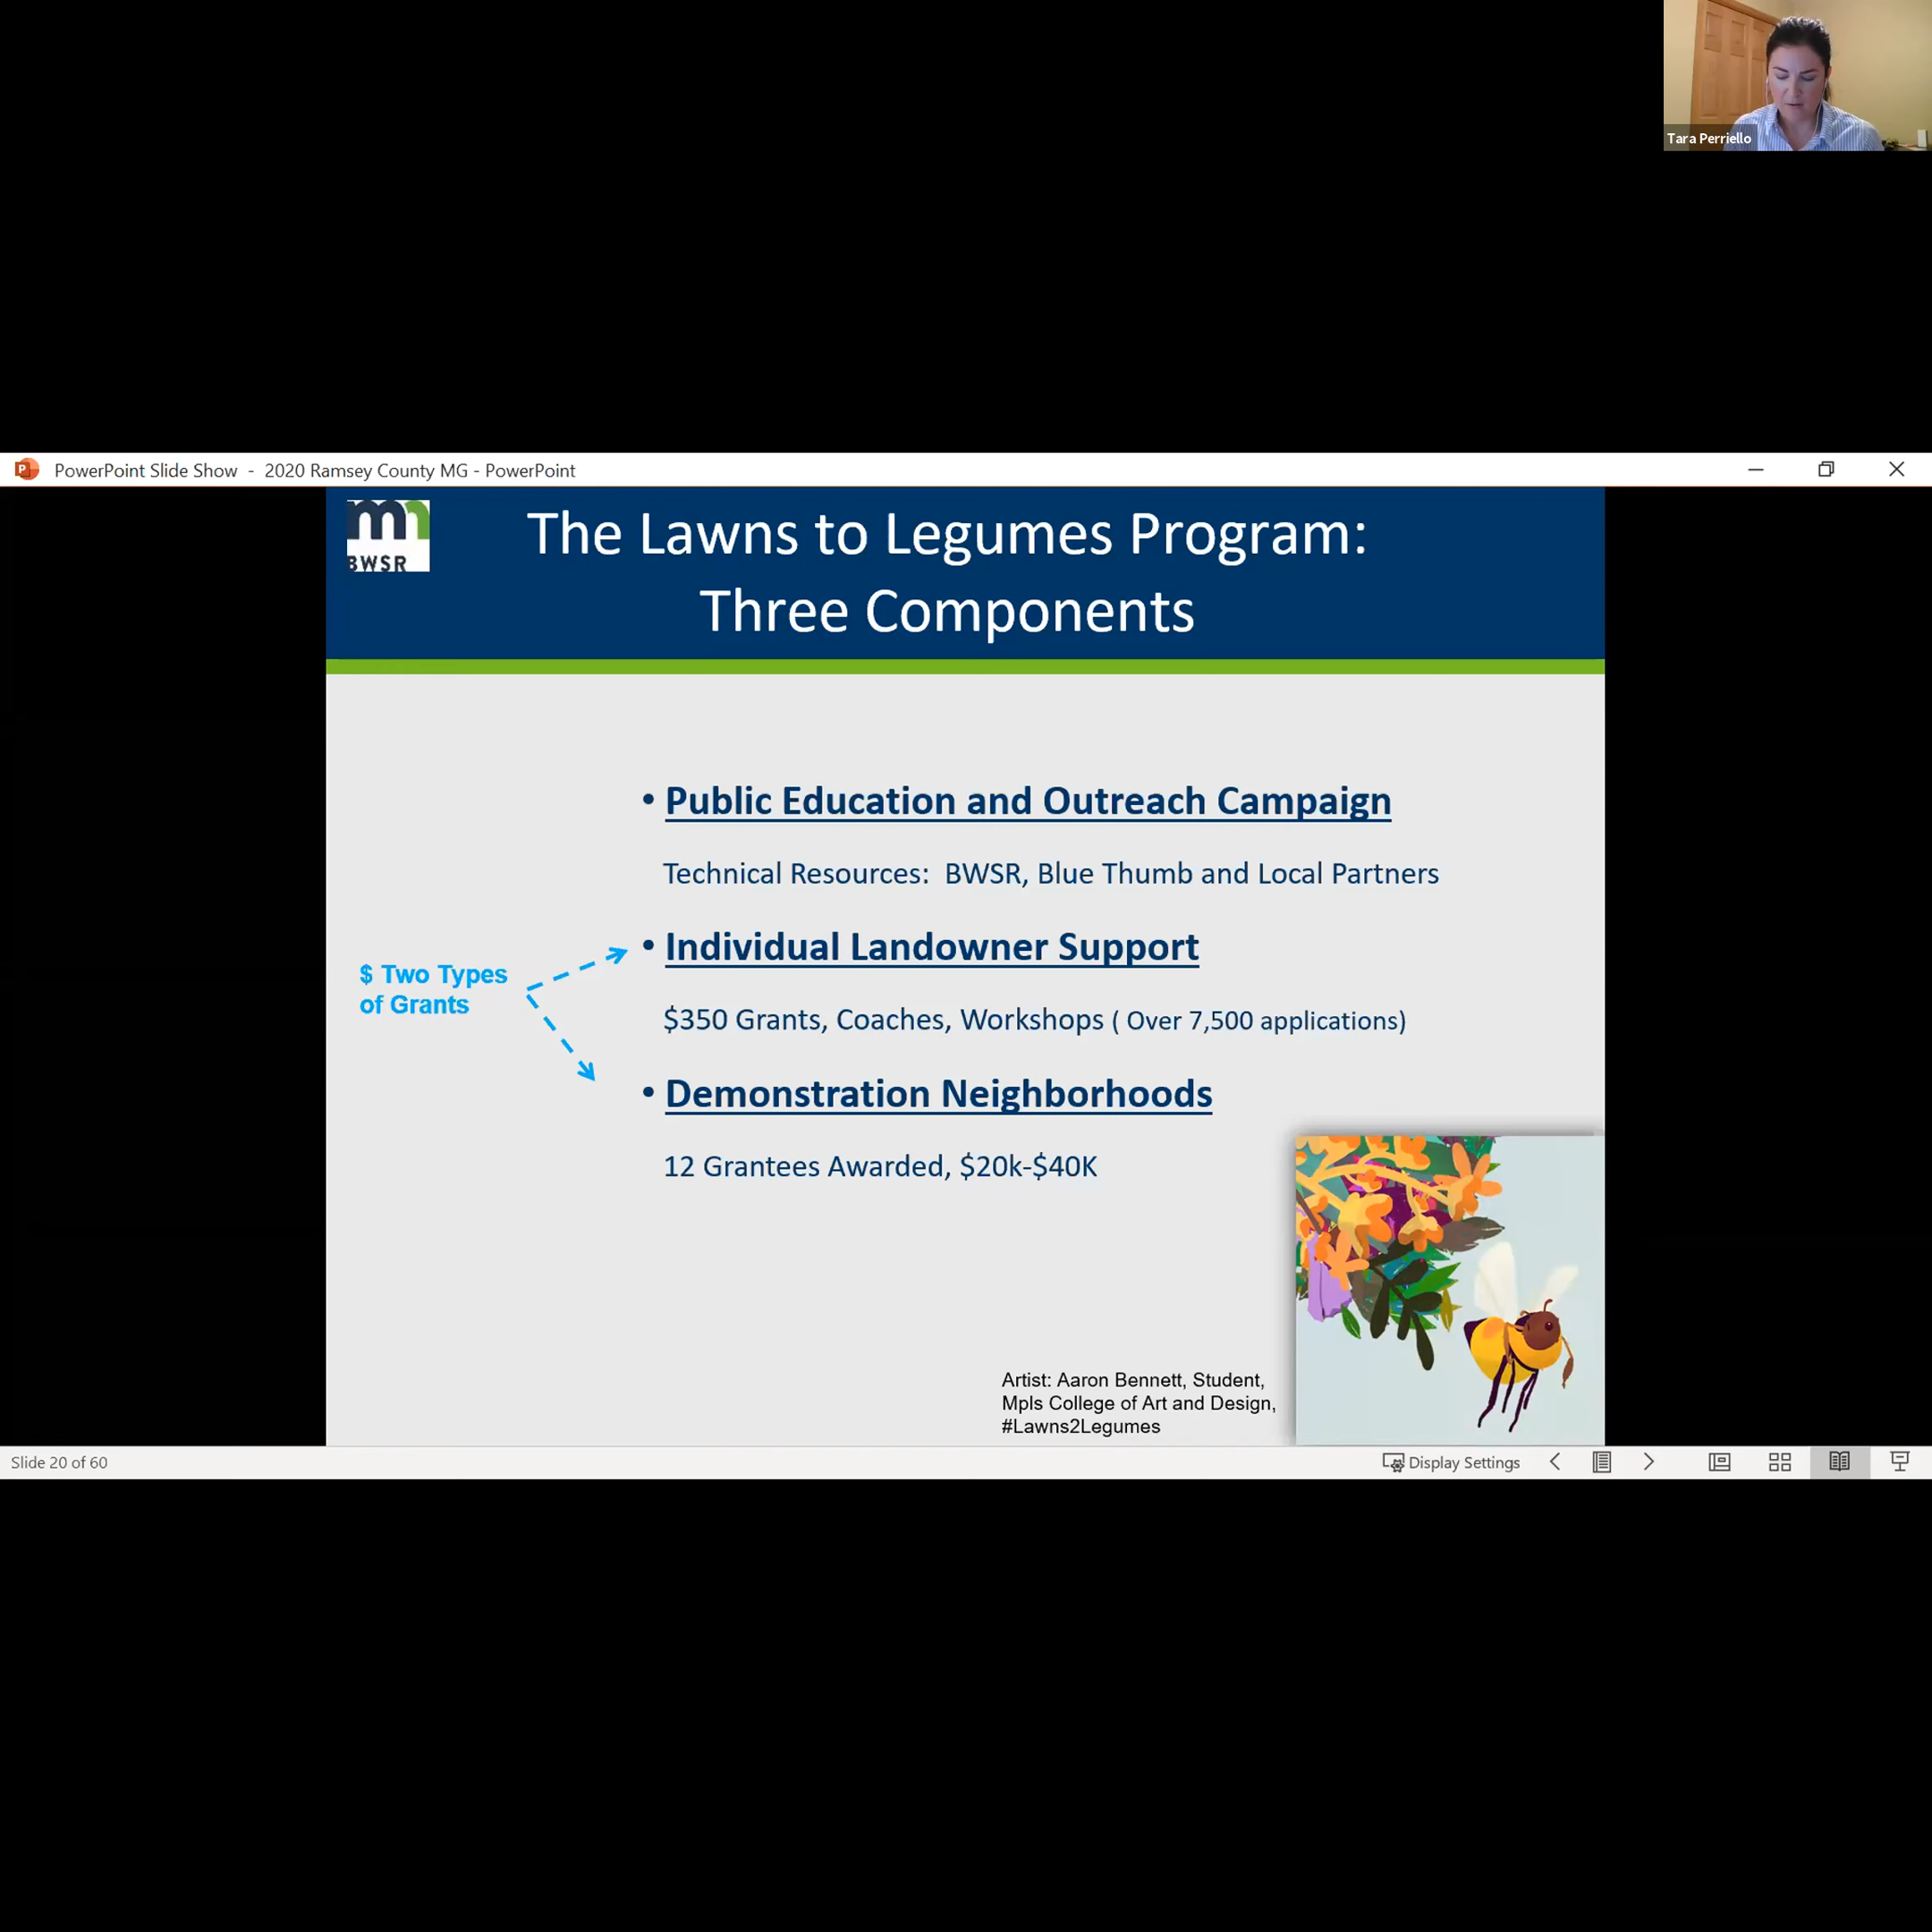 Tara Perriello
PowerPoint Slide Show - 2020 Ramsey County MG - PowerPoint
mn
BWSR
The Lawns to Legumes Program:
Three Components
• Public Education and Outreach Campaign
Technical Resources: BWSR, Blue Thumb and Local Partners
• Individual Landowner Support
$ Two Types
of Grants
$350 Grants, Coaches, Workshops ( Over 7,500 applications)
• Demonstration Neighborhoods
12 Grantees Awarded, $20k-$40K
Artist: Aaron Bennett, Student,
Mpls College of Art and Design,
#Lawns2Legumes
Slide 20 of 60
Display Settings